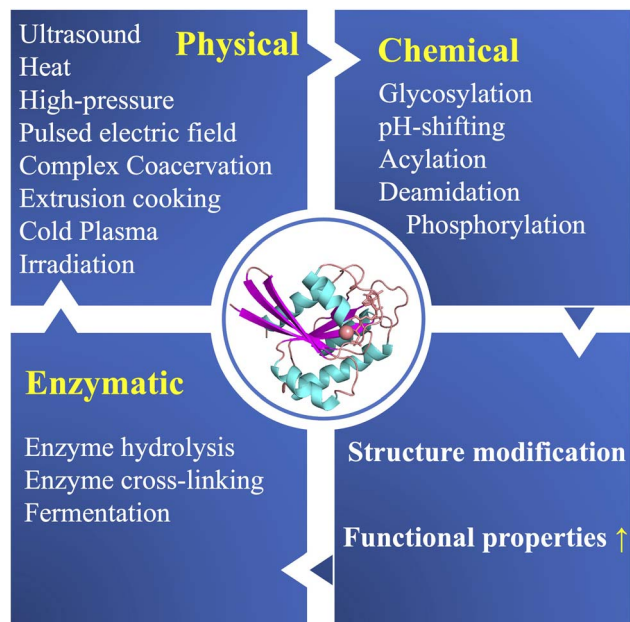 Physical
Ultrasound
Heat
High-pressure
Pulsed electric field
Complex Coacervation
Extrusion cooking
Cold Plasma
Irradiation
Chemical
Glycosylation
pH-shifting
Acylation
Deamidation
Phosphorylation
Enzymatic
Enzyme hydrolysis
Enzyme cross-linking
Fermentation
Structure modification
Functional properties ↑